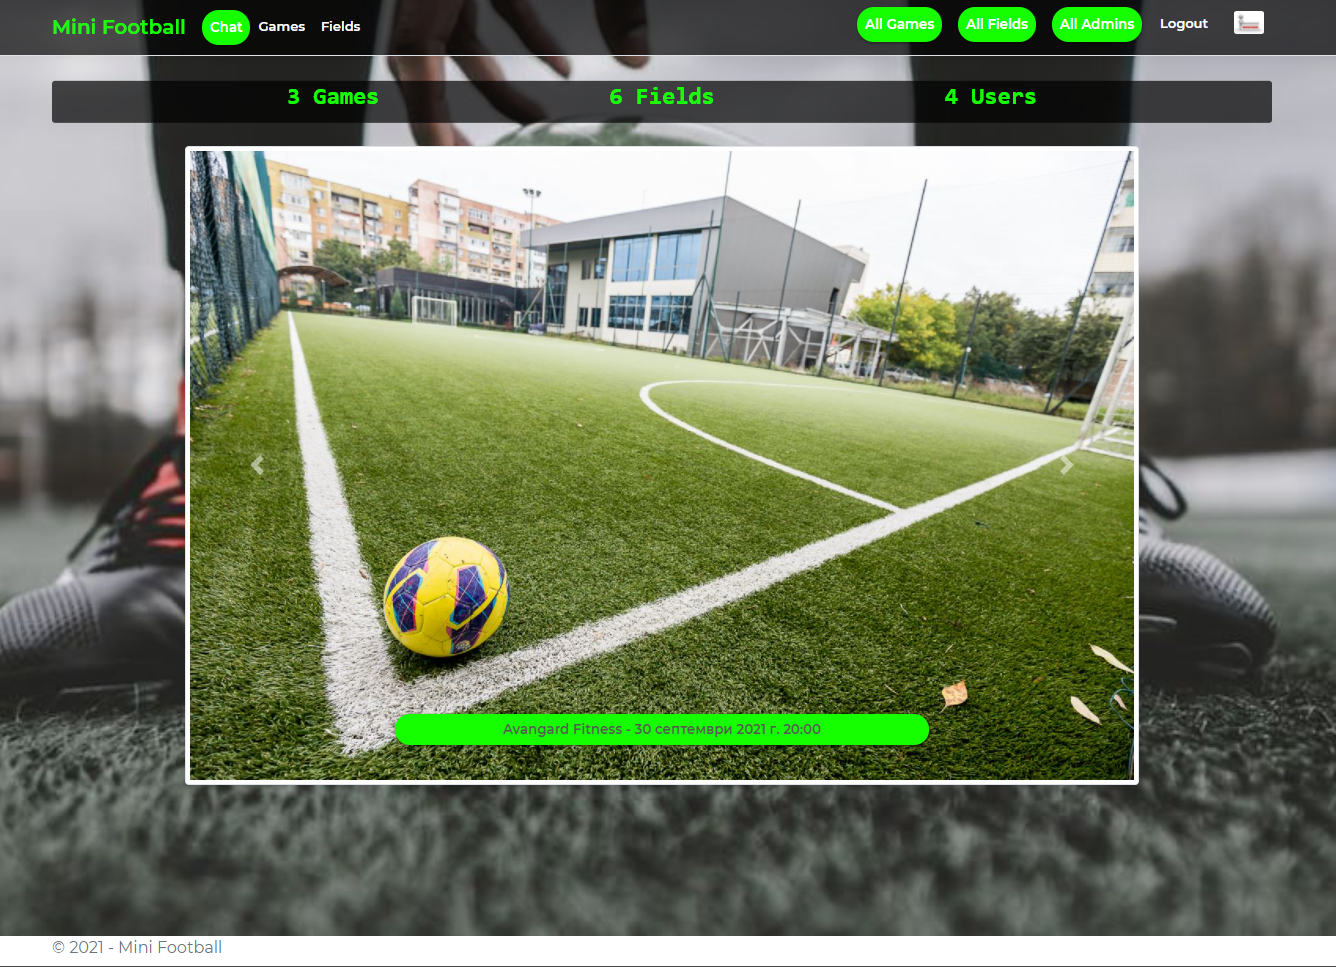 Mini Football Chat Games Fields All Games All Fields All Admins Logout
3 Games 6 Fields 4 Users
Avangard Fitness - 30 септември 2021 г. 20:00
© 2021 - Mini Football